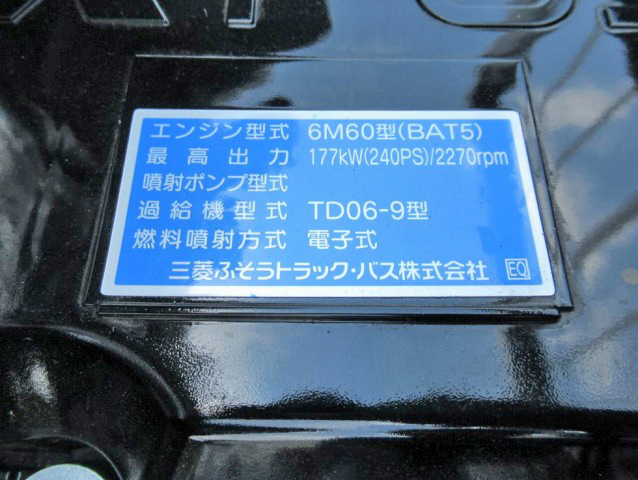 エンジン型式 6M60型(BAT5)
最高出力 177kW(240PS)/2270rpm
噴射ポンプ型式
過給機型式 TD06-9型
燃料噴射方式 電子式
三菱ふそうトラック・バス株式会社 EQ